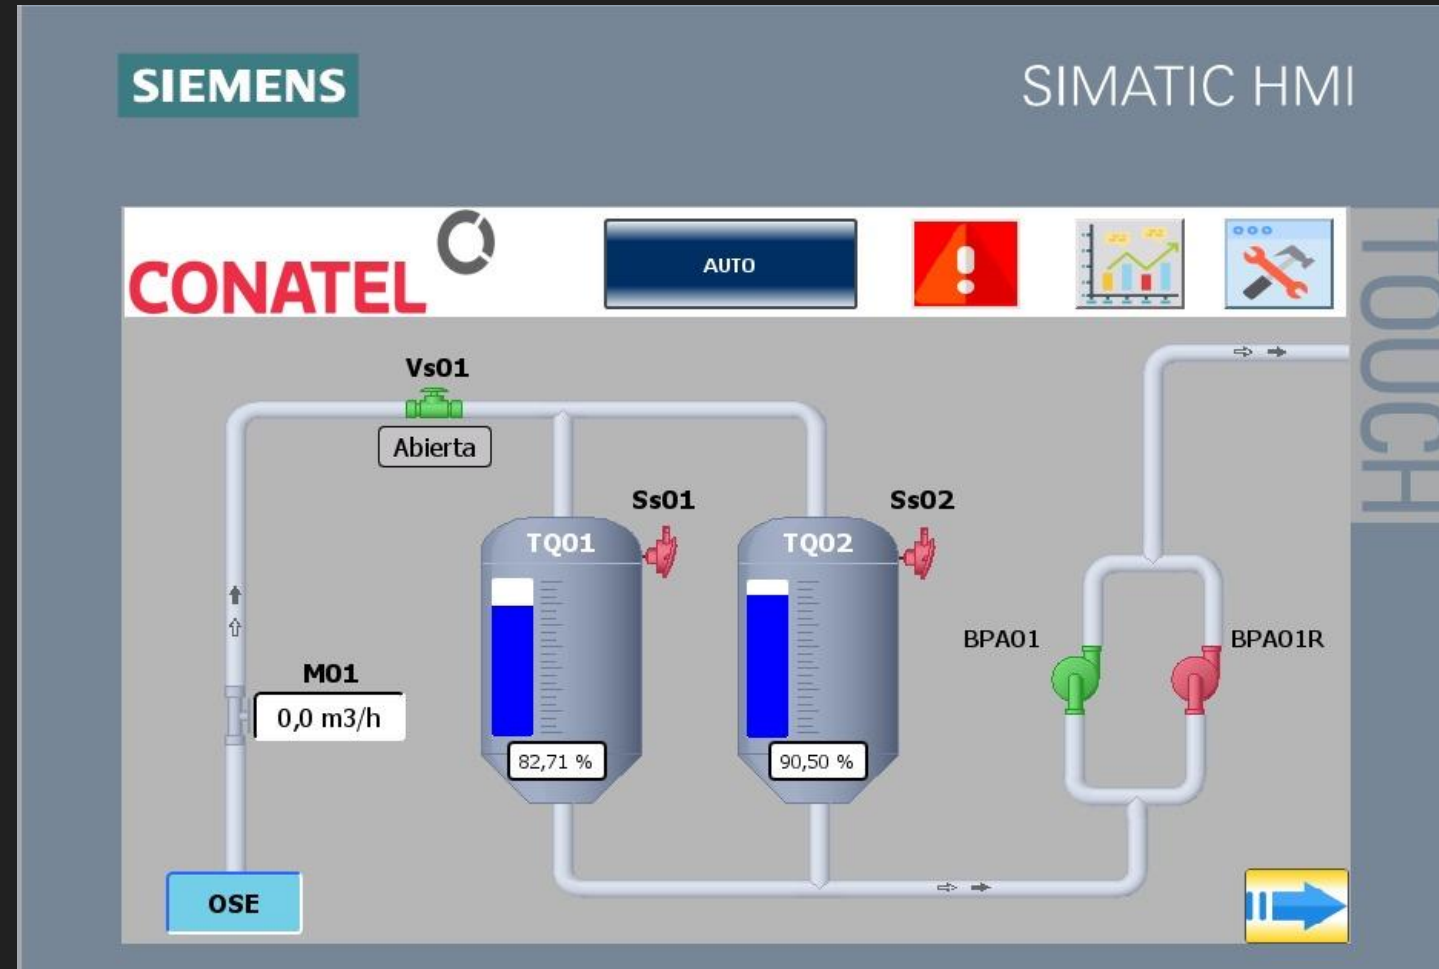 SIEMENS
SIMATIC HMI
TOUCH
CONATEL
AUTO
Vs01
Abierta
Ss01
Ss02
TQ01
TQ02
BPA01
BPA01R
M01
0,0 m3/h
82,71 %
90,50 %
OSE